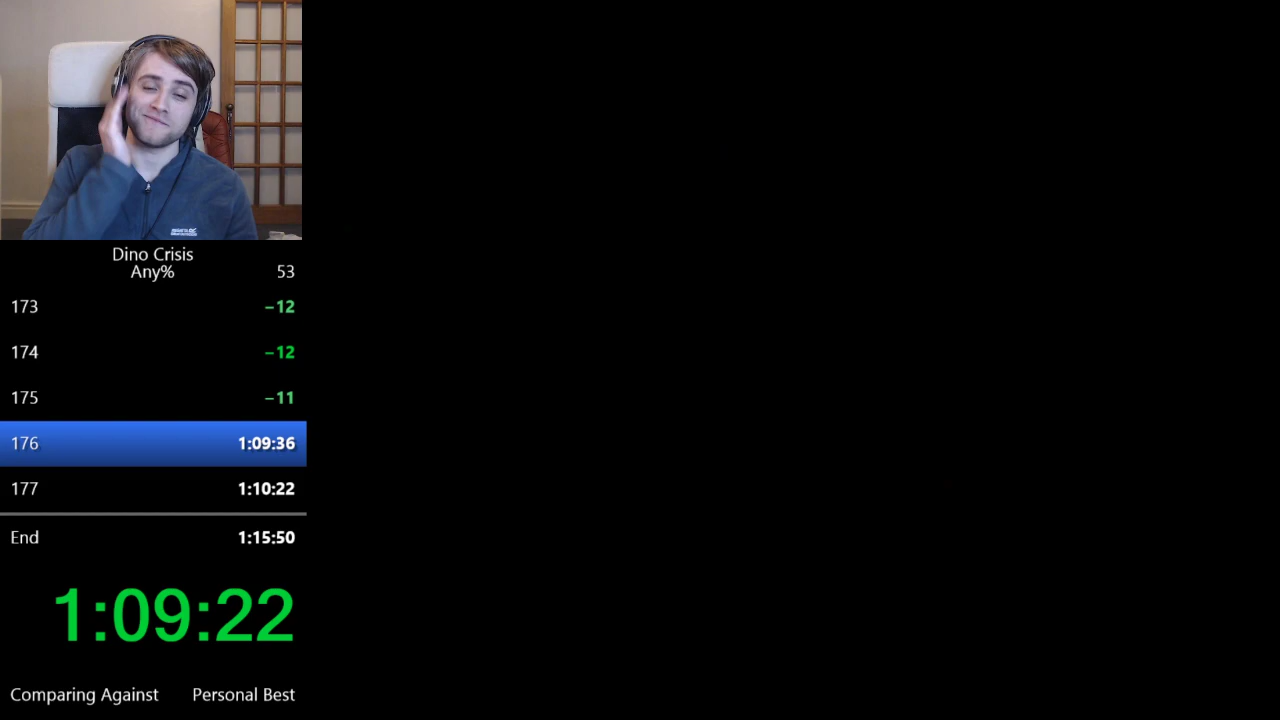 Dino Crisis
Any% 53
173 −12
174 −12
175 −11
176 1:09:36
177 1:10:22
End 1:15:50
1:09:22
Comparing Against Personal Best